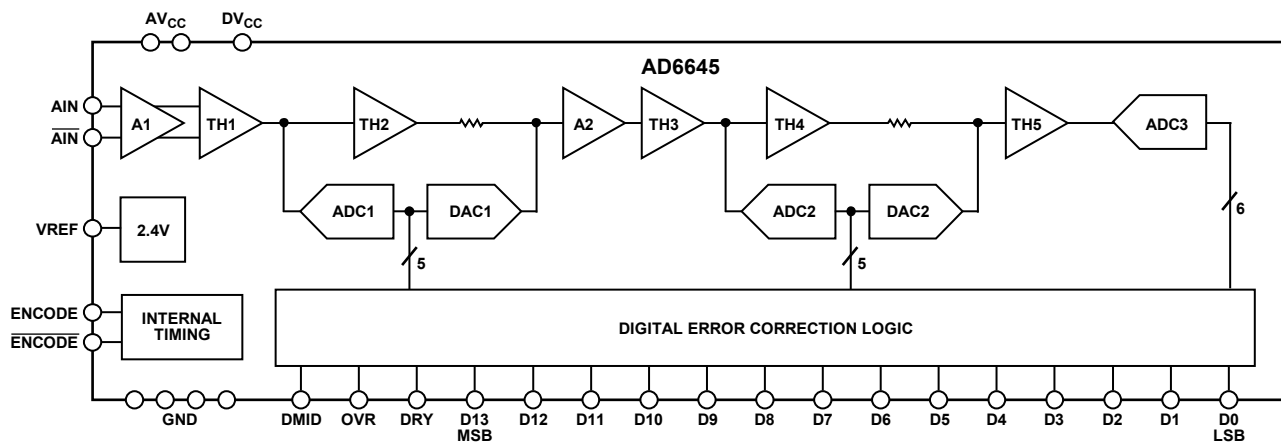 AVCC DVCC
AD6645
AIN
AIN
A1 TH1 TH2 A2 TH3 TH4 TH5 ADC3
ADC1 DAC1 ADC2 DAC2
VREF 2.4V
5 5 6
ENCODE
ENCODE
INTERNAL
TIMING
DIGITAL ERROR CORRECTION LOGIC
GND DMID OVR DRY D13 D12 D11 D10 D9 D8 D7 D6 D5 D4 D3 D2 D1 D0
MSB LSB